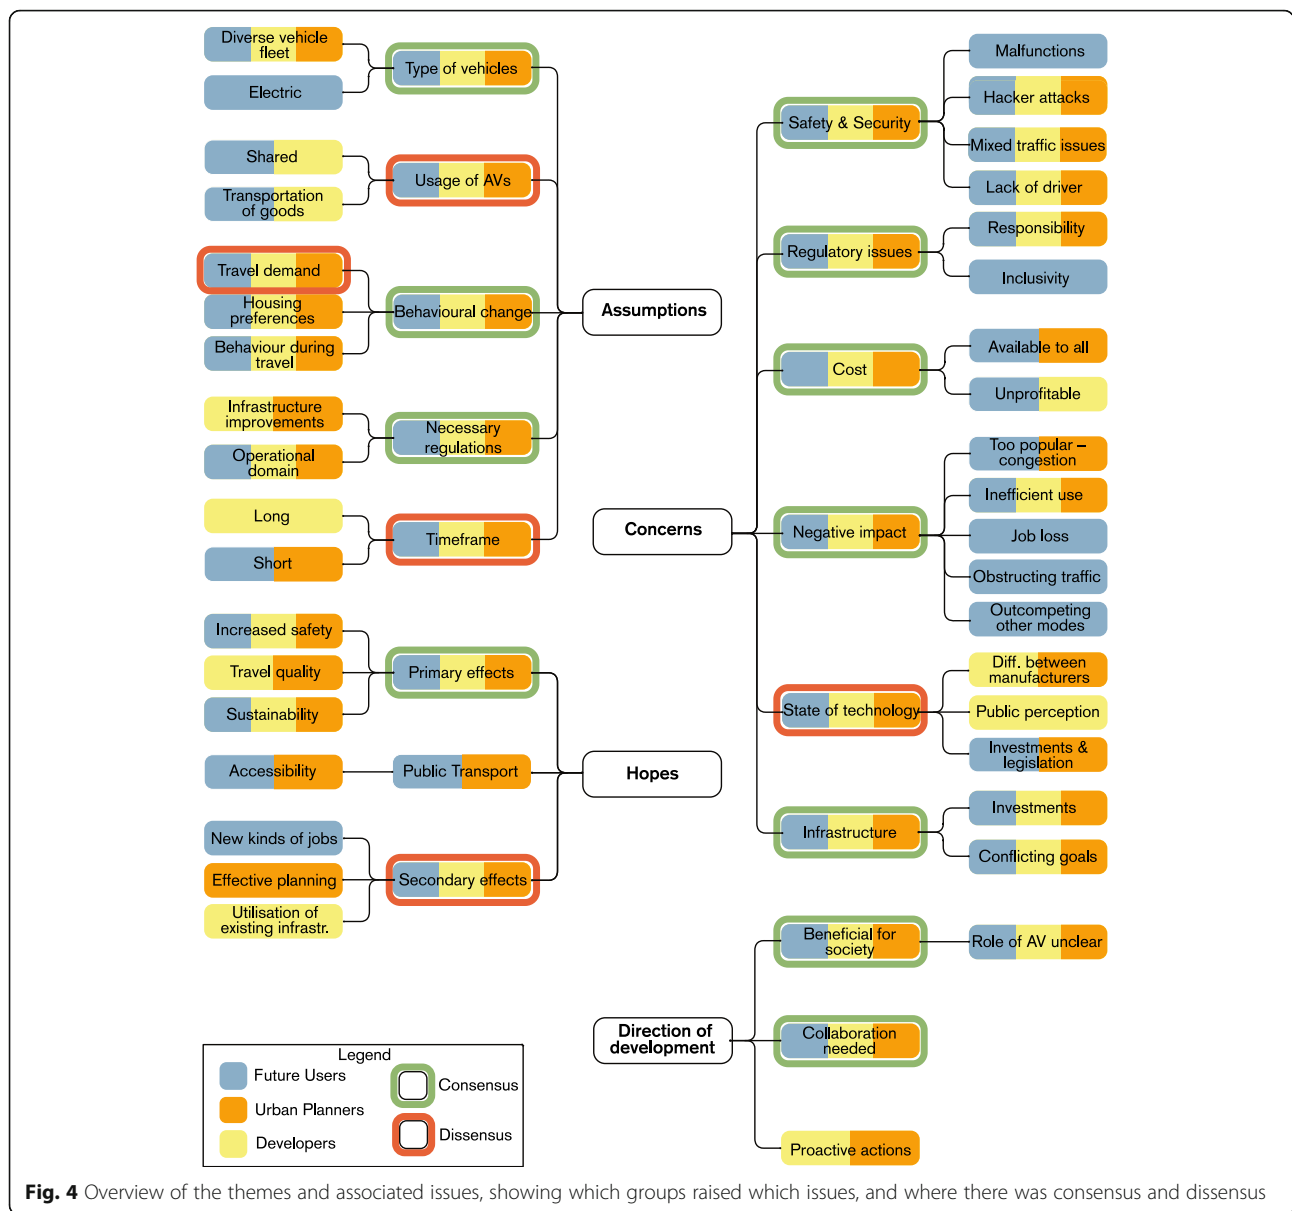 Diverse vehicle
fleet
Electric
Type of vehicles
Shared
Transportation
of goods
Usage of AVs
Travel demand
Housing
preferences
Behaviour during
travel
Behavioural change
Infrastructure
improvements
Operational
domain
Necessary
regulations
Long
Short
Timeframe
Assumptions
Increased safety
Travel quality
Sustainability
Primary effects
Accessibility
Public Transport
New kinds of jobs
Effective planning
Utilisation of
existing infrastr.
Secondary effects
Hopes
Concerns
Safety & Security
Malfunctions
Hacker attacks
Mixed traffic issues
Lack of driver
Regulatory issues
Responsibility
Inclusivity
Cost
Available to all
Unprofitable
Negative impact
Too popular –
congestion
Inefficient use
Job loss
Obstructing traffic
Outcompeting
other modes
State of technology
Diff. between
manufacturers
Public perception
Investments &
legislation
Infrastructure
Investments
Conflicting goals
Direction of
development
Beneficial for
society
Role of AV unclear
Collaboration
needed
Proactive actions
Legend
Future Users
Urban Planners
Developers
Consensus
Dissensus
Fig. 4 Overview of the themes and associated issues, showing which groups raised which issues, and where there was consensus and dissensus